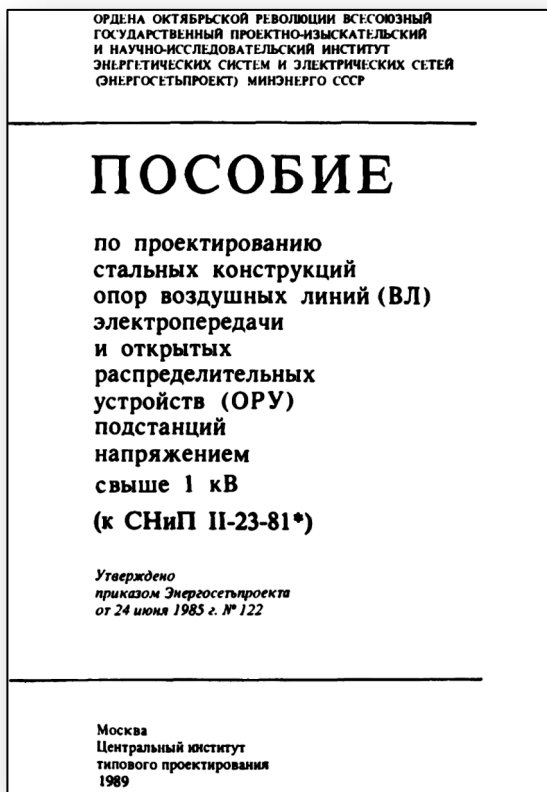 ОРДЕНА ОКТЯБРЬСКОЙ РЕВОЛЮЦИИ ВСЕСОЮЗНЫЙ
ГОСУДАРСТВЕННЫЙ ПРОЕКТНО-ИЗЫСКАТЕЛЬСКИЙ
И НАУЧНО-ИССЛЕДОВАТЕЛЬСКИЙ ИНСТИТУТ
ЭНЕРГЕТИЧЕСКИХ СИСТЕМ И ЭЛЕКТРИЧЕСКИХ СЕТЕЙ
(ЭНЕРГОСЕТЬПРОЕКТ) МИНЭНЕРГО СССР
ПОСОБИЕ
по проектированию
стальных конструкций
опор воздушных линий (ВЛ)
электропередачи
и открытых
распределительных
устройств (ОРУ)
подстанций
напряжением
свыше 1 кВ
(к СНиП II-23-81*)
Утверждено
приказом Энергосетьпроекта
от 24 июня 1985 г. № 122
Москва
Центральный институт
типового проектирования
1989